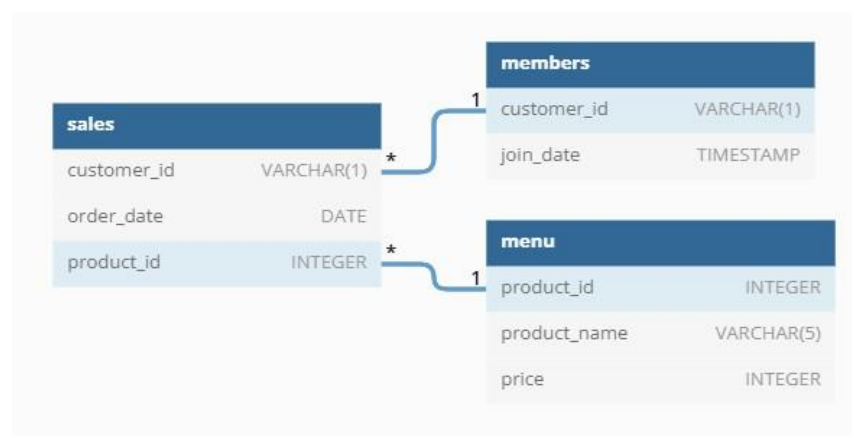 sales
customer_id VARCHAR(1)
order_date DATE
product_id INTEGER
*
*
1
1
members
customer_id VARCHAR(1)
join_date TIMESTAMP
menu
product_id INTEGER
product_name VARCHAR(5)
price INTEGER